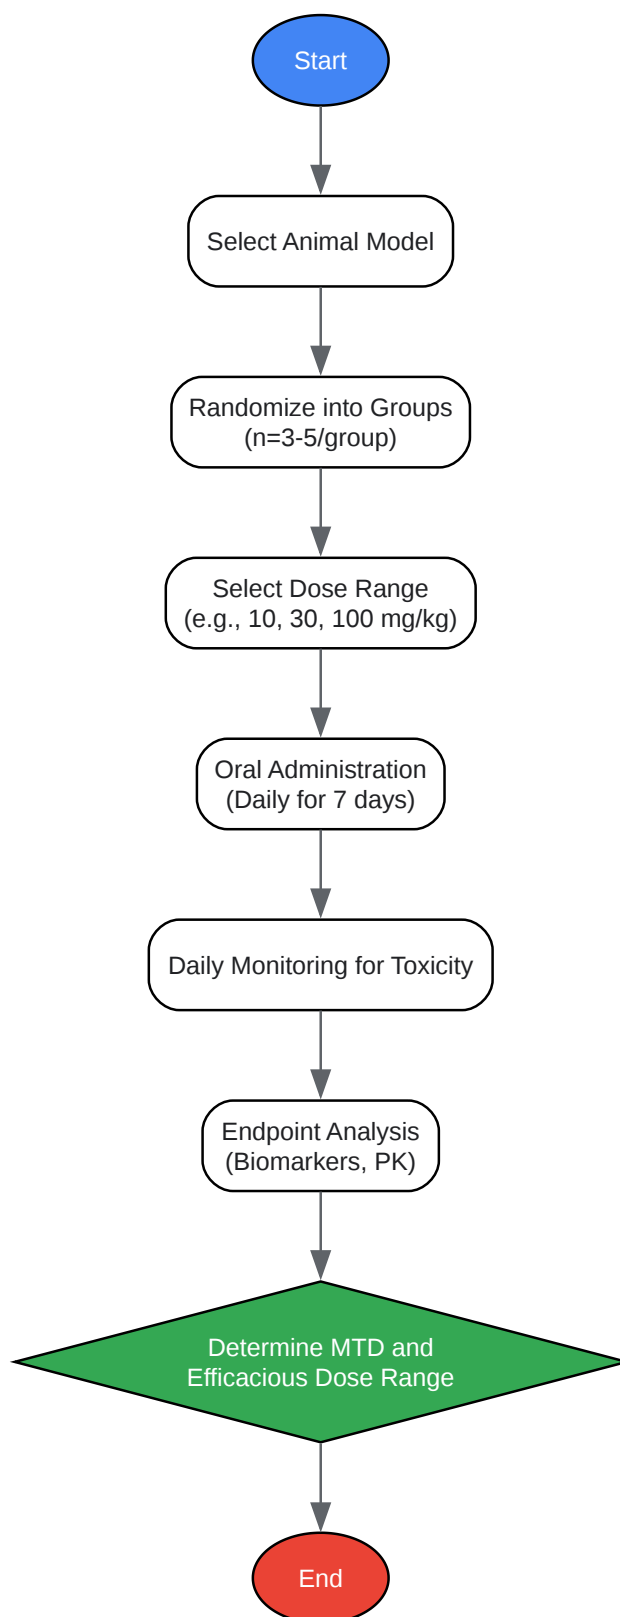 Start
Select Animal Model
Randomize into Groups
(n=3-5/group)
Select Dose Range
(e.g., 10, 30, 100 mg/kg)
Oral Administration
(Daily for 7 days)
Daily Monitoring for Toxicity
Endpoint Analysis
(Biomarkers, PK)
Determine MTD and
Efficacious Dose Range
End